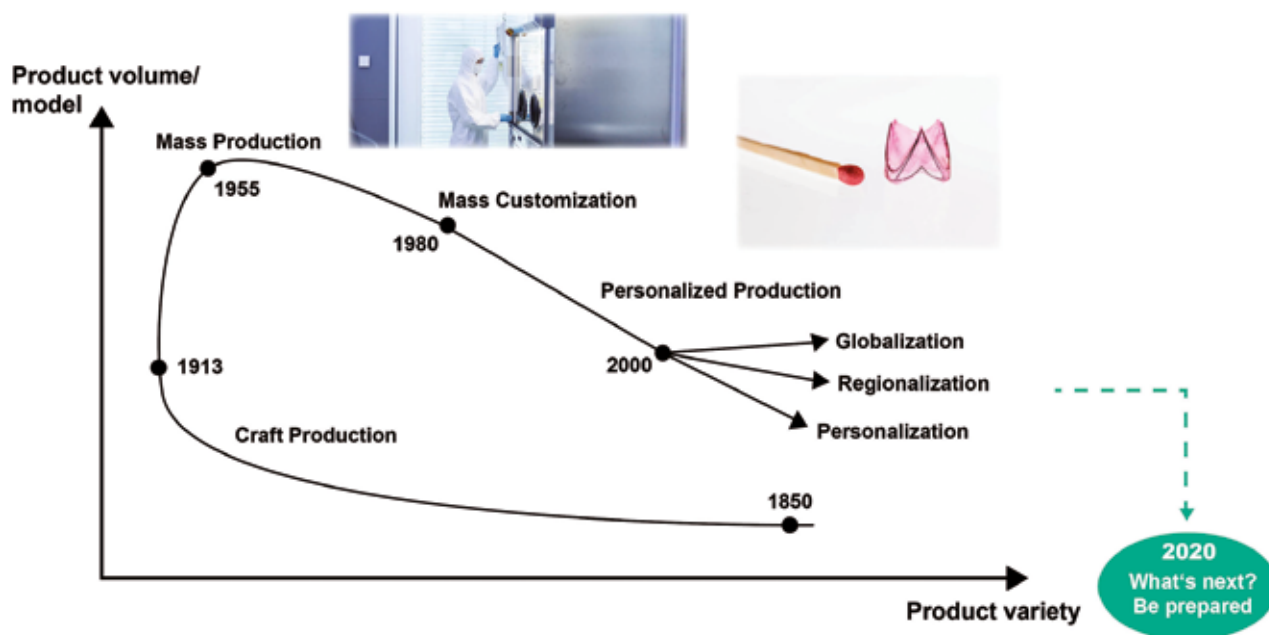 Product volume/
model
Mass Production
1955
Mass Customization
1980
Personalized Production
2000
Globalization
Regionalization
Personalization
1913
Craft Production
1850
Product variety
2020
What's next?
Be prepared